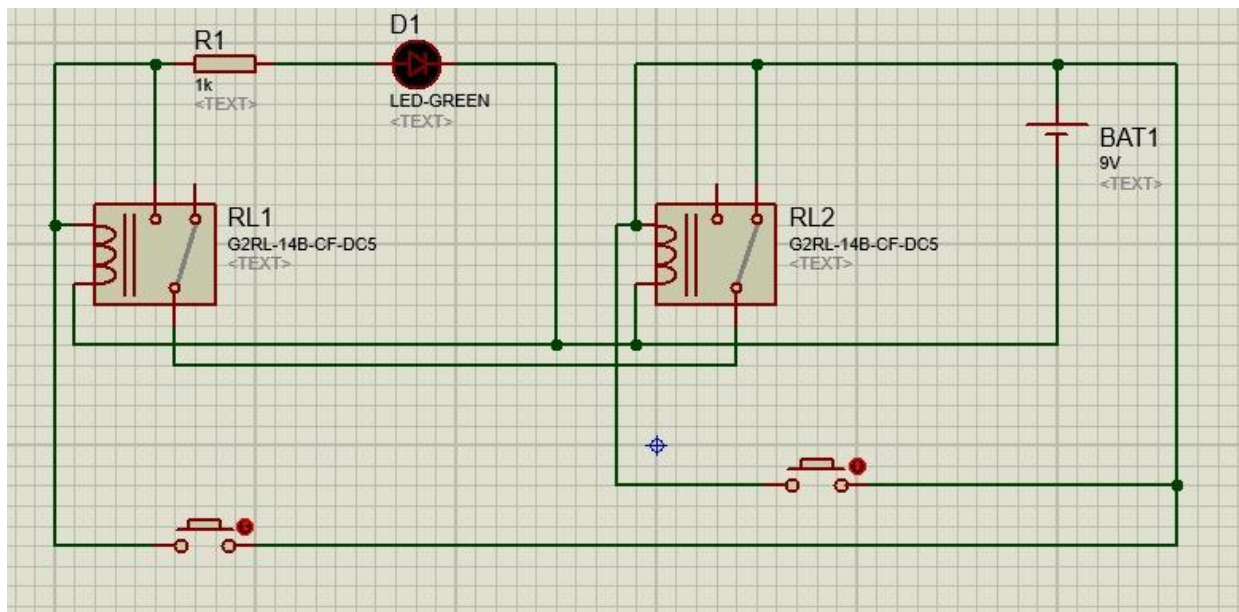 R1
1k
<TEXT>
D1
LED-GREEN
<TEXT>
BAT1
9V
<TEXT>
RL1
G2RL-14B-CF-DC5
<TEXT>
RL2
G2RL-14B-CF-DC5
<TEXT>